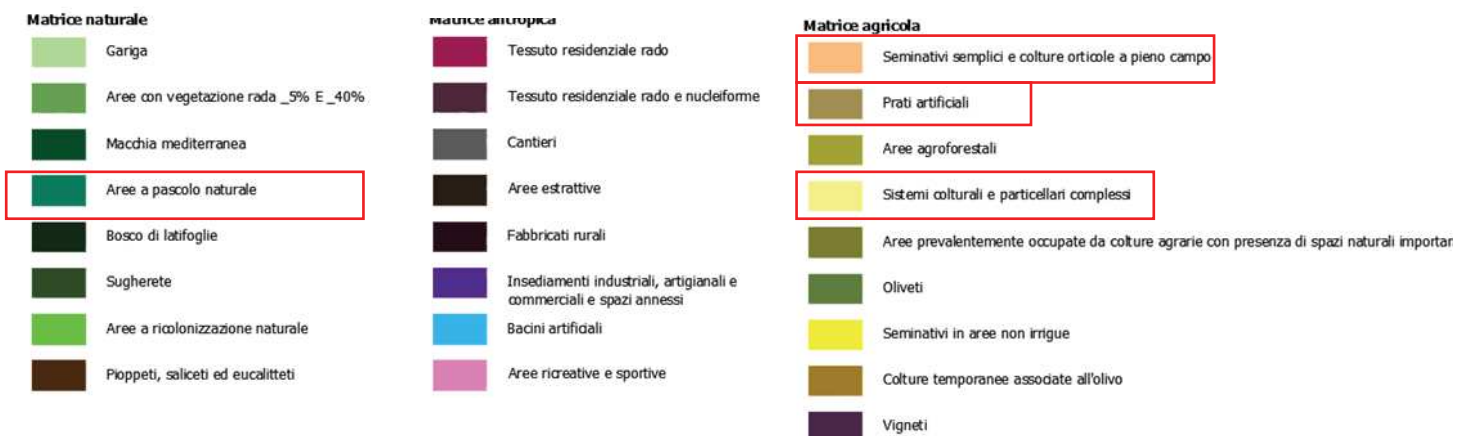 Matrice naturale
Gariga
Aree con vegetazione rada _5% E _40%
Macchia mediterranea
Aree a pascolo naturale
Bosco di latifoglie
Sugherete
Aree a ricolonizzazione naturale
Pioppeti, saliceti ed eucalitteti
Matrice antropica
Tessuto residenziale rado
Tessuto residenziale rado e nucleiforme
Cantieri
Aree estrattive
Fabbricati rurali
Insediamenti industriali, artigianali e
commerciali e spazi annessi
Bacini artificiali
Aree ricreative e sportive
Matrice agricola
Seminativi semplici e colture orticole a pieno campo
Prati artificiali
Aree agroforestali
Sistemi colturali e particellari complessi
Aree prevalentemente occupate da colture agrarie con presenza di spazi naturali importar
Oliveti
Seminativi in aree non irrigue
Colture temporanee associate all'olivo
Vigneti